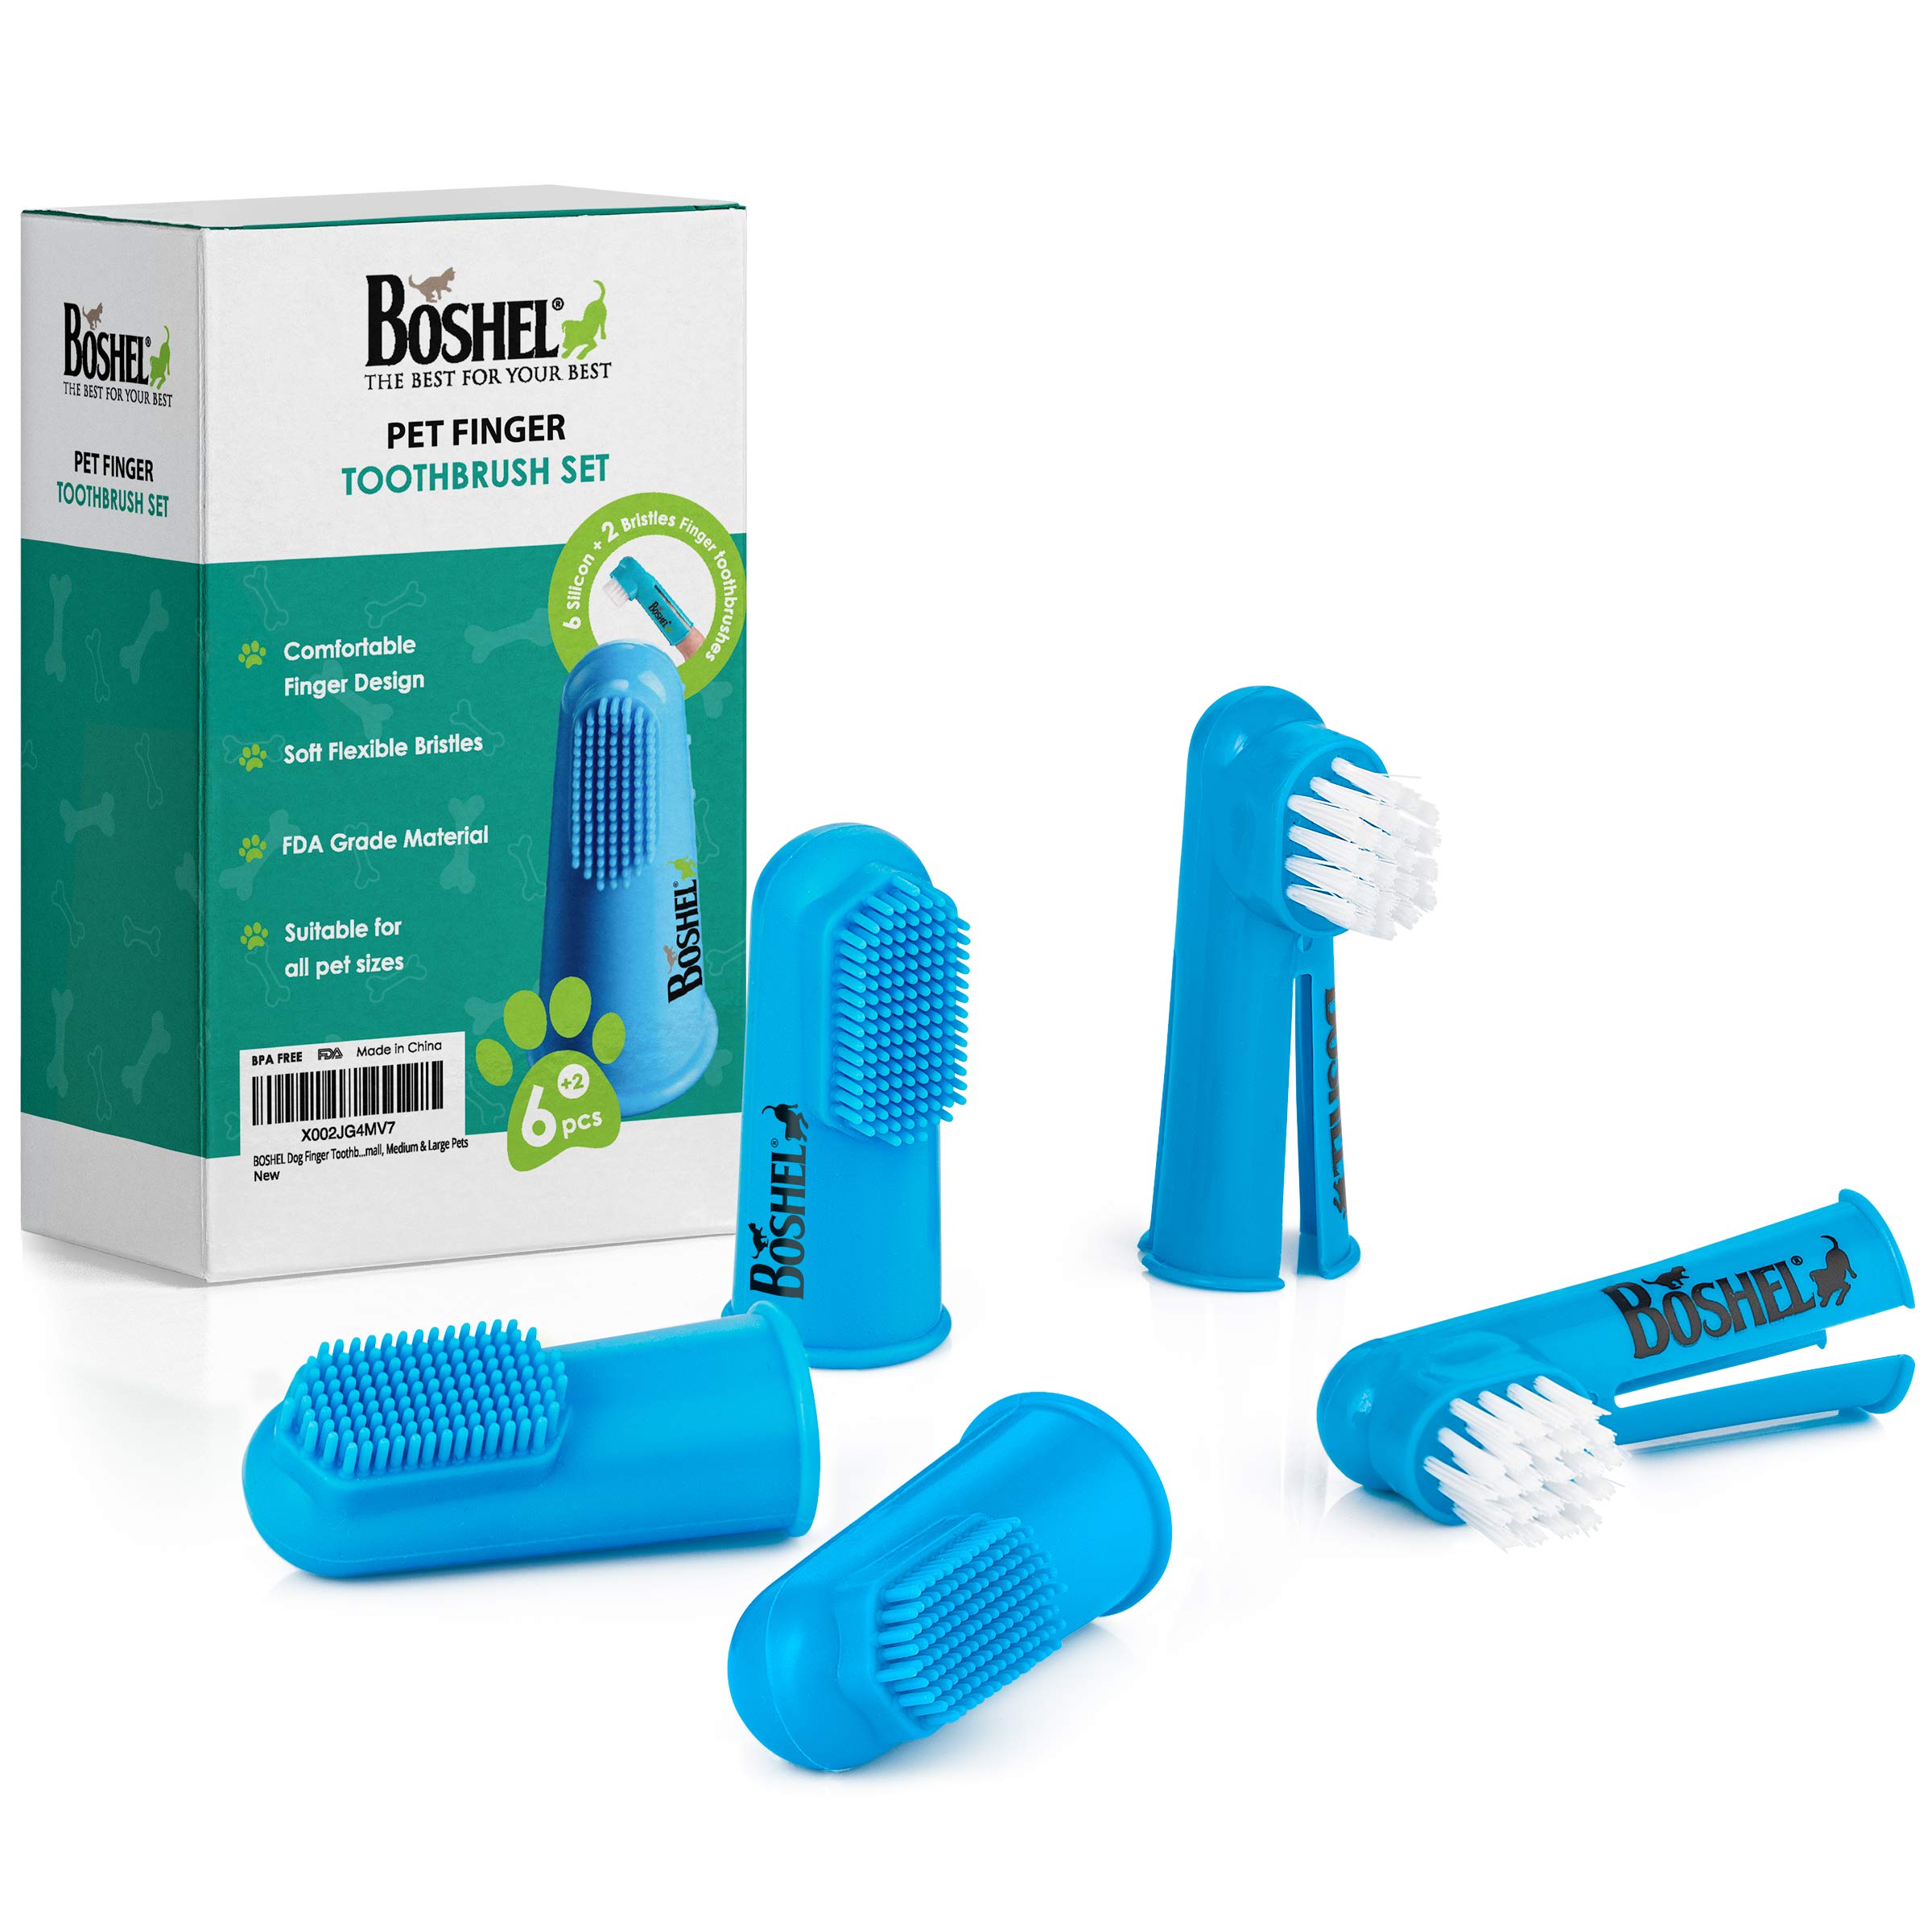 BOSHEL®
THE BEST FOR YOUR BEST
PET FINGER
TOOTHBRUSH SET
BOSHEL®
THE BEST FOR YOUR BEST
PET FINGER
TOOTHBRUSH SET
6 Silicon + 2 Bristles Finger toothbrushes
BOSHEL
Comfortable
Finger Design
Soft Flexible Bristles
FDA Grade Material
Suitable for
all pet sizes
BOSHEL
BPA FREE FDA Made in China
X002JG4MV7
BOSHEL Dog Finger Toothb...mall, Medium & Large Pets
New
6 +2
pcs
BOSHEL®
BOSHEL
BOSHEL®